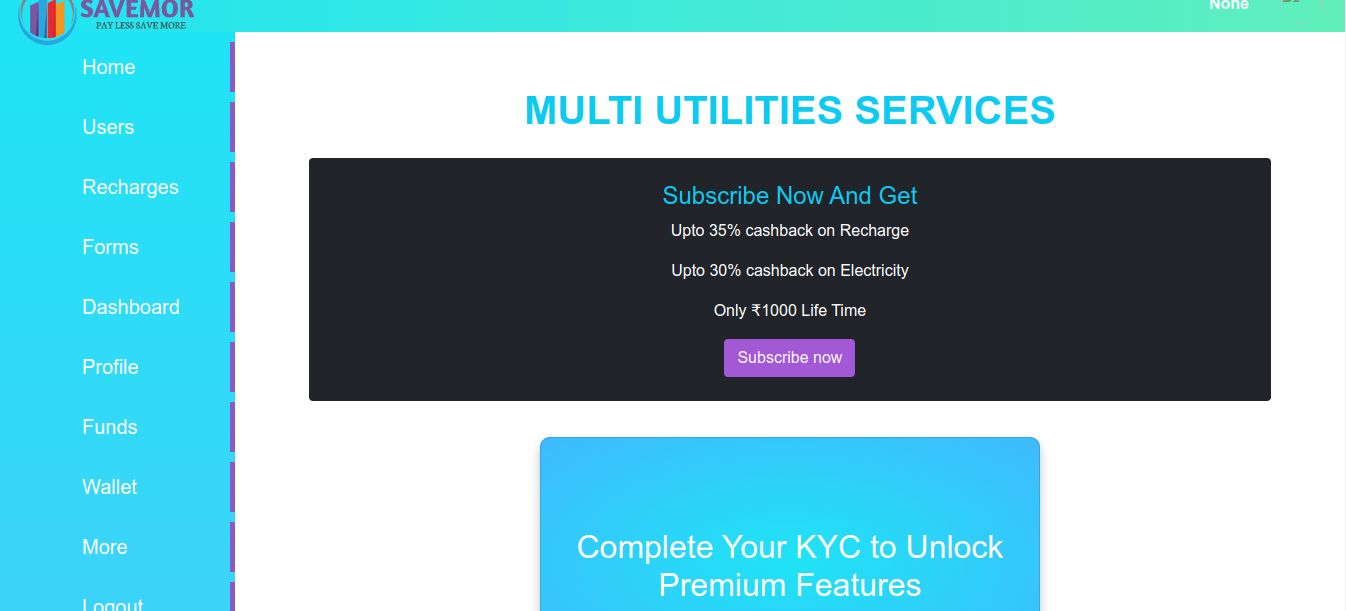 SAVEMOR
PAY LESS SAVE MORE
None
Home
Users
Recharges
Forms
Dashboard
Profile
Funds
Wallet
More
Logout
MULTI UTILITIES SERVICES
Subscribe Now And Get
Upto 35% cashback on Recharge
Upto 30% cashback on Electricity
Only ₹1000 Life Time
Subscribe now
Complete Your KYC to Unlock
Premium Features